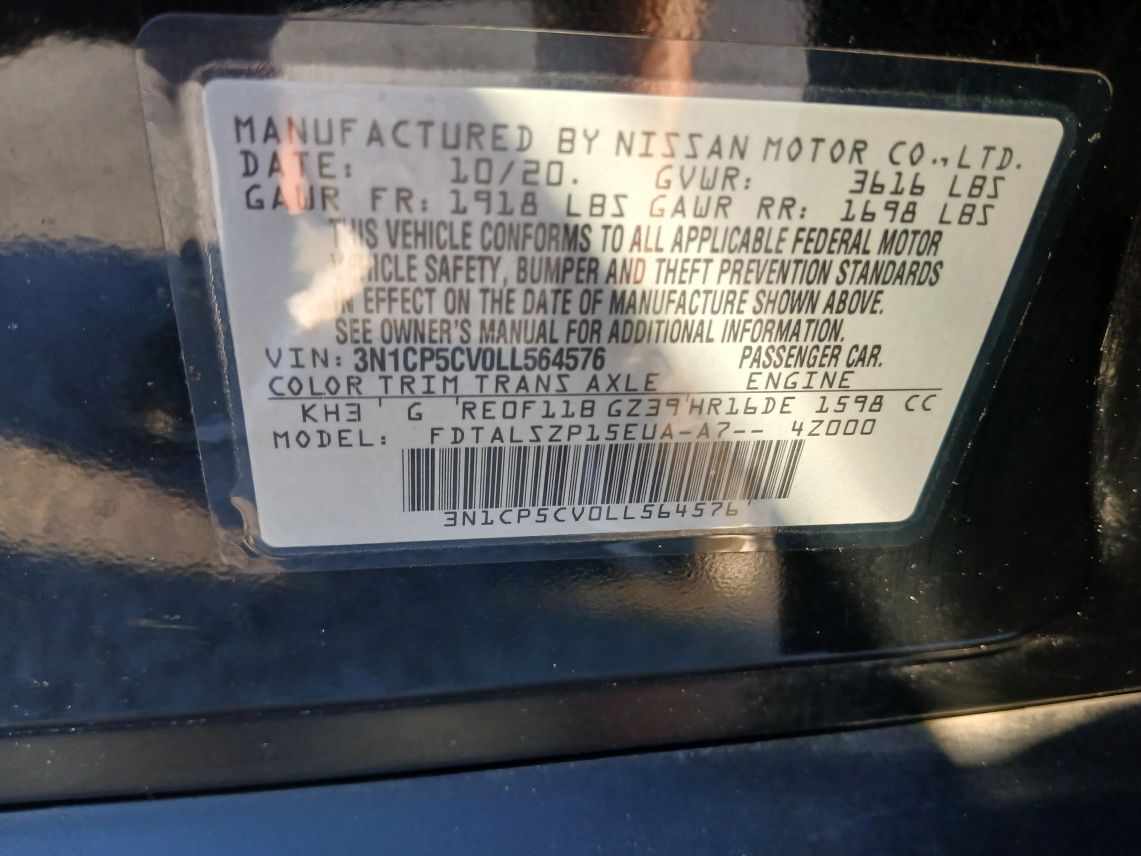 MANUFACTURED BY NISSAN MOTOR CO., LTD.
DATE: 10/20. GVWR: 3616 LBS
GAWR FR: 1918 LBS GAWR RR: 1698 LBS
THIS VEHICLE CONFORMS TO ALL APPLICABLE FEDERAL MOTOR
VEHICLE SAFETY, BUMPER AND THEFT PREVENTION STANDARDS
IN EFFECT ON THE DATE OF MANUFACTURE SHOWN ABOVE.
SEE OWNER'S MANUAL FOR ADDITIONAL INFORMATION.
VIN: 3N1CP5CV0LL564576 PASSENGER CAR.
COLOR TRIM TRANS AXLE ENGINE
KH3 ' G 'RE0F11B GZ39'HR16DE 1598 CC
MODEL: FDTALSZP15EUA-A7-- 4Z000
3N1CP5CV0LL564576